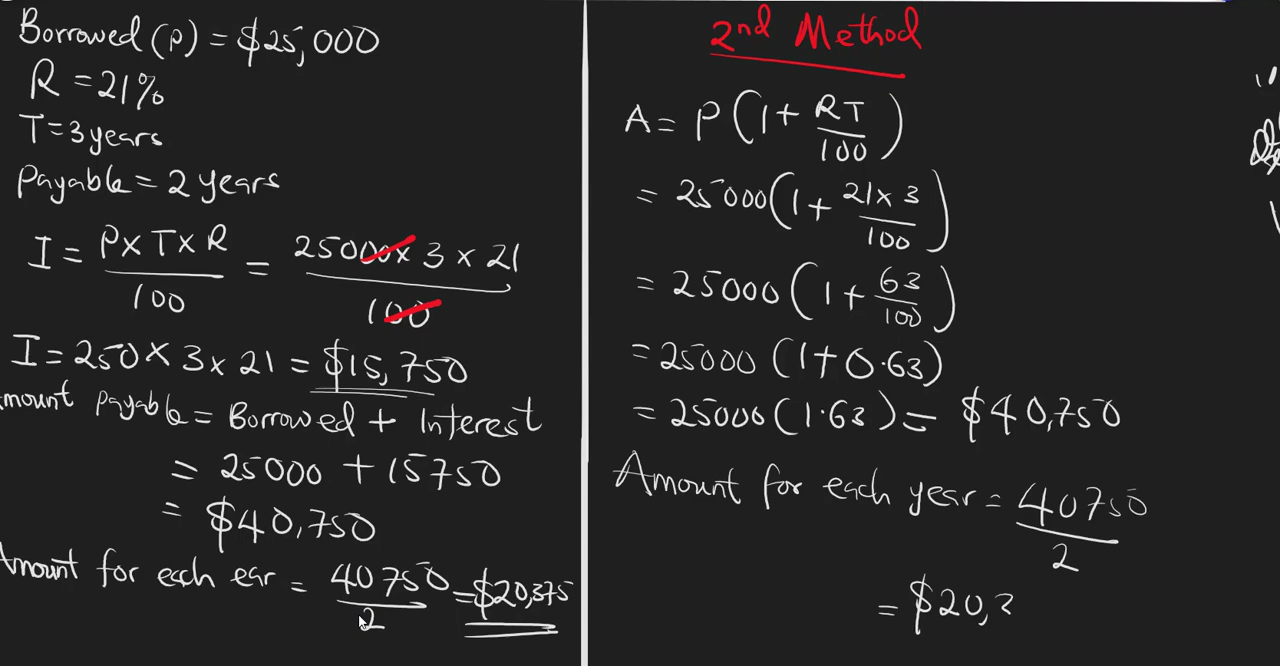 Borrowed (P) = $25,000
R = 21%
T = 3 years
Payable = 2 years
I = PxTxR / 100 = 25000 x 3 x 21 / 100
I = 250 x 3 x 21 = $15,750
mount Payable = Borrowed + Interest
= 25000 + 15750
= $40,750
Amount for each ear = 40750 / 2 = $20,375
2nd Method
A = P(1 + RT/100)
= 25000(1 + 21x3/100)
= 25000(1 + 63/100)
= 25000(1+0.63)
= 25000(1.63) = $40,750
Amount for each year = 40750 / 2
= $20,3